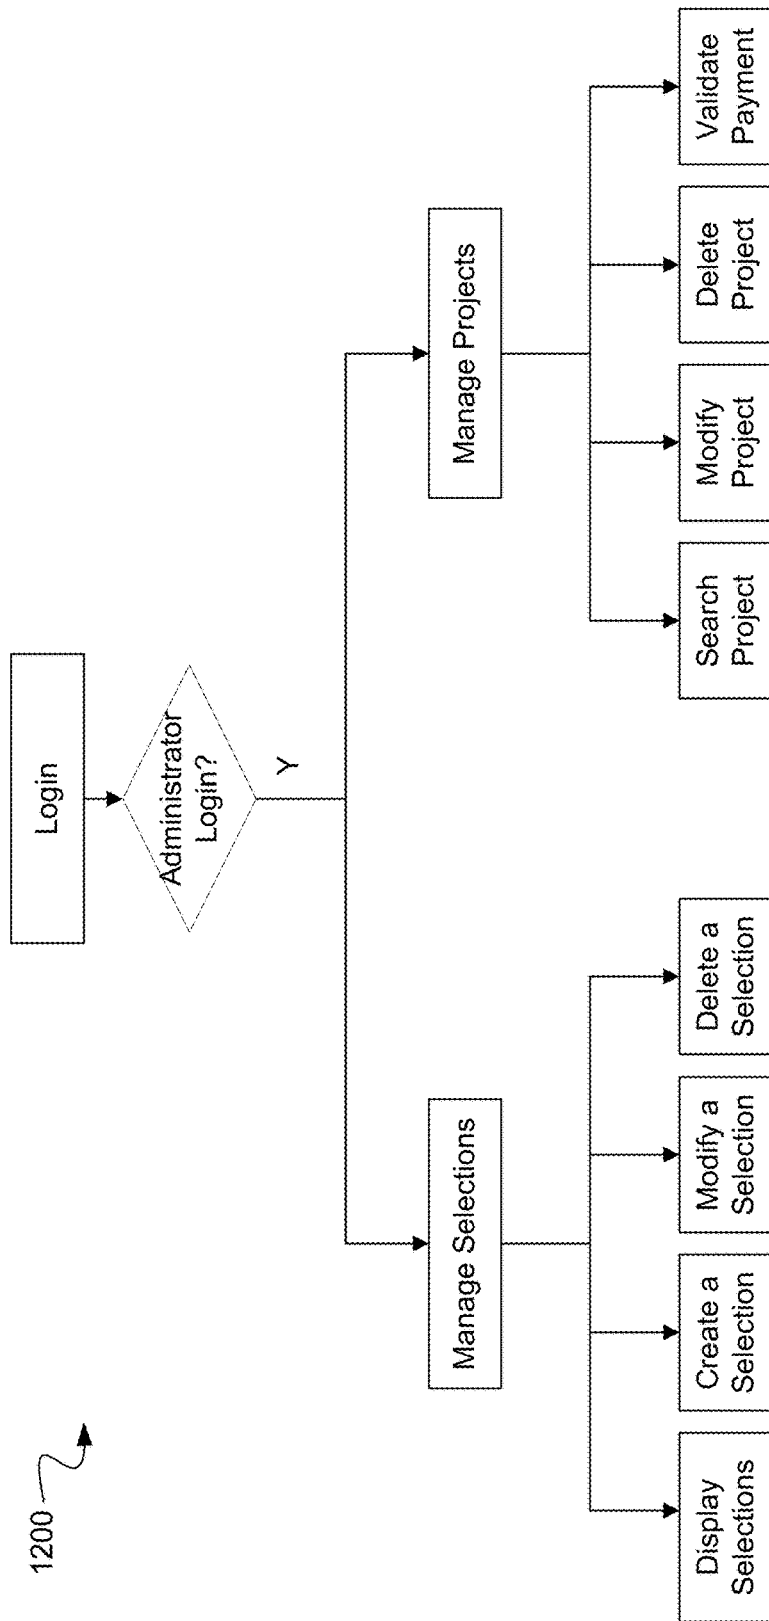 1200
Login
Administrator
Login?
Y
Manage Selections
Manage Projects
Display
Selections
Create a
Selection
Modify a
Selection
Delete a
Selection
Search
Project
Modify
Project
Delete
Project
Validate
Payment